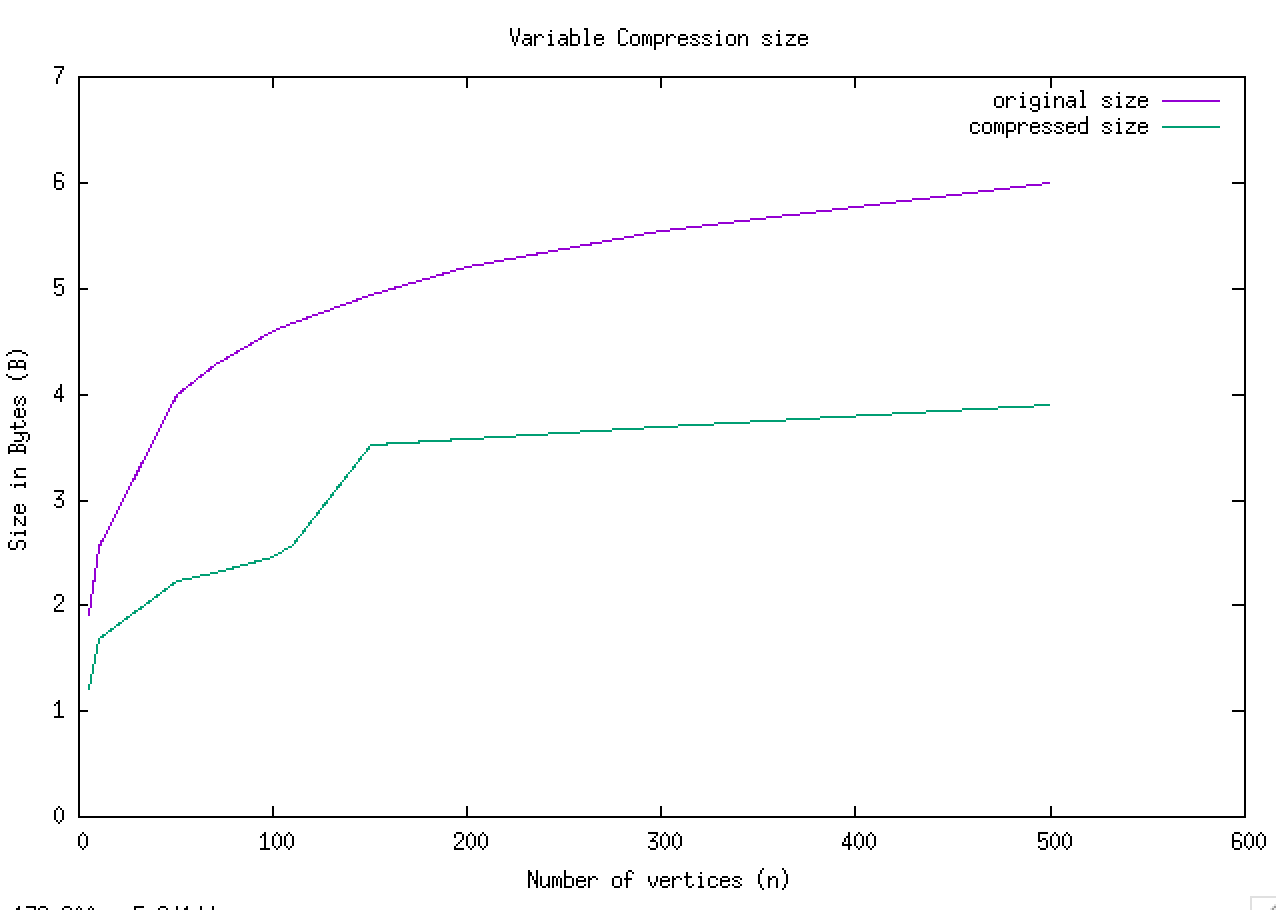 Variable Compression size
original size
compressed size
7
6
5
4
3
2
1
0
Size in Bytes (B)
0 100 200 300 400 500 600
Number of vertices (n)